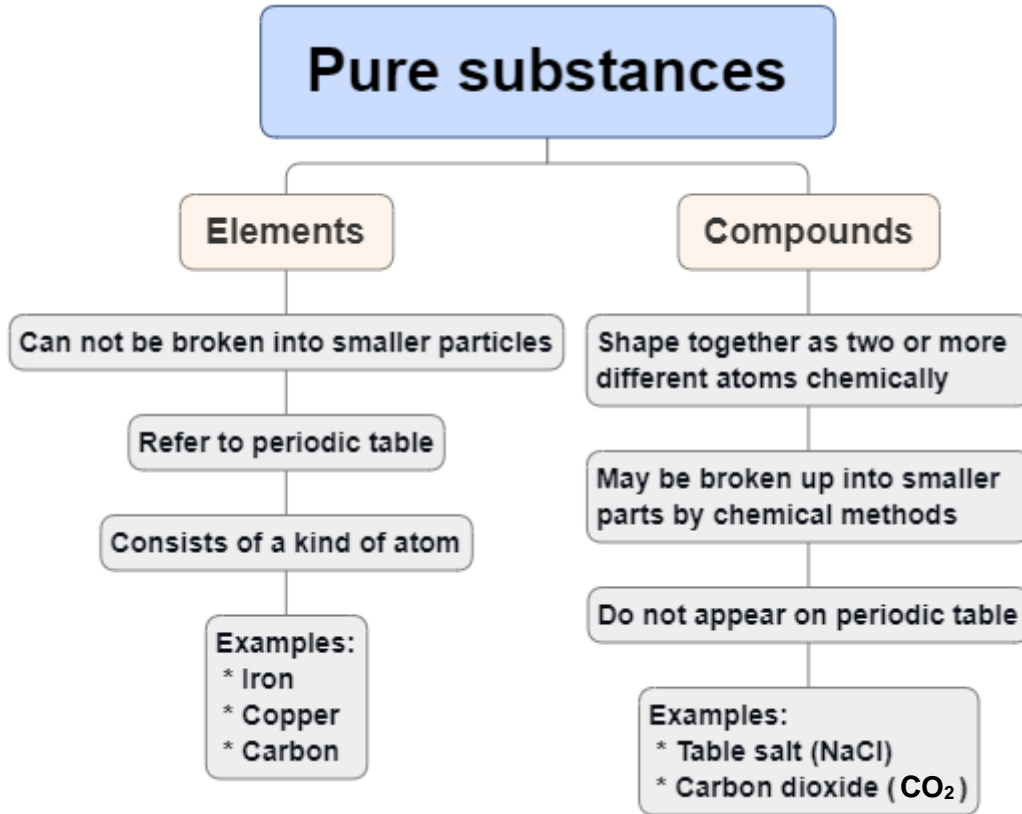 Pure substances
Elements
Can not be broken into smaller particles
Refer to periodic table
Consists of a kind of atom
Examples:
* Iron
* Copper
* Carbon
Compounds
Shape together as two or more
different atoms chemically
May be broken up into smaller
parts by chemical methods
Do not appear on periodic table
Examples:
* Table salt (NaCl)
* Carbon dioxide ( CO₂ )